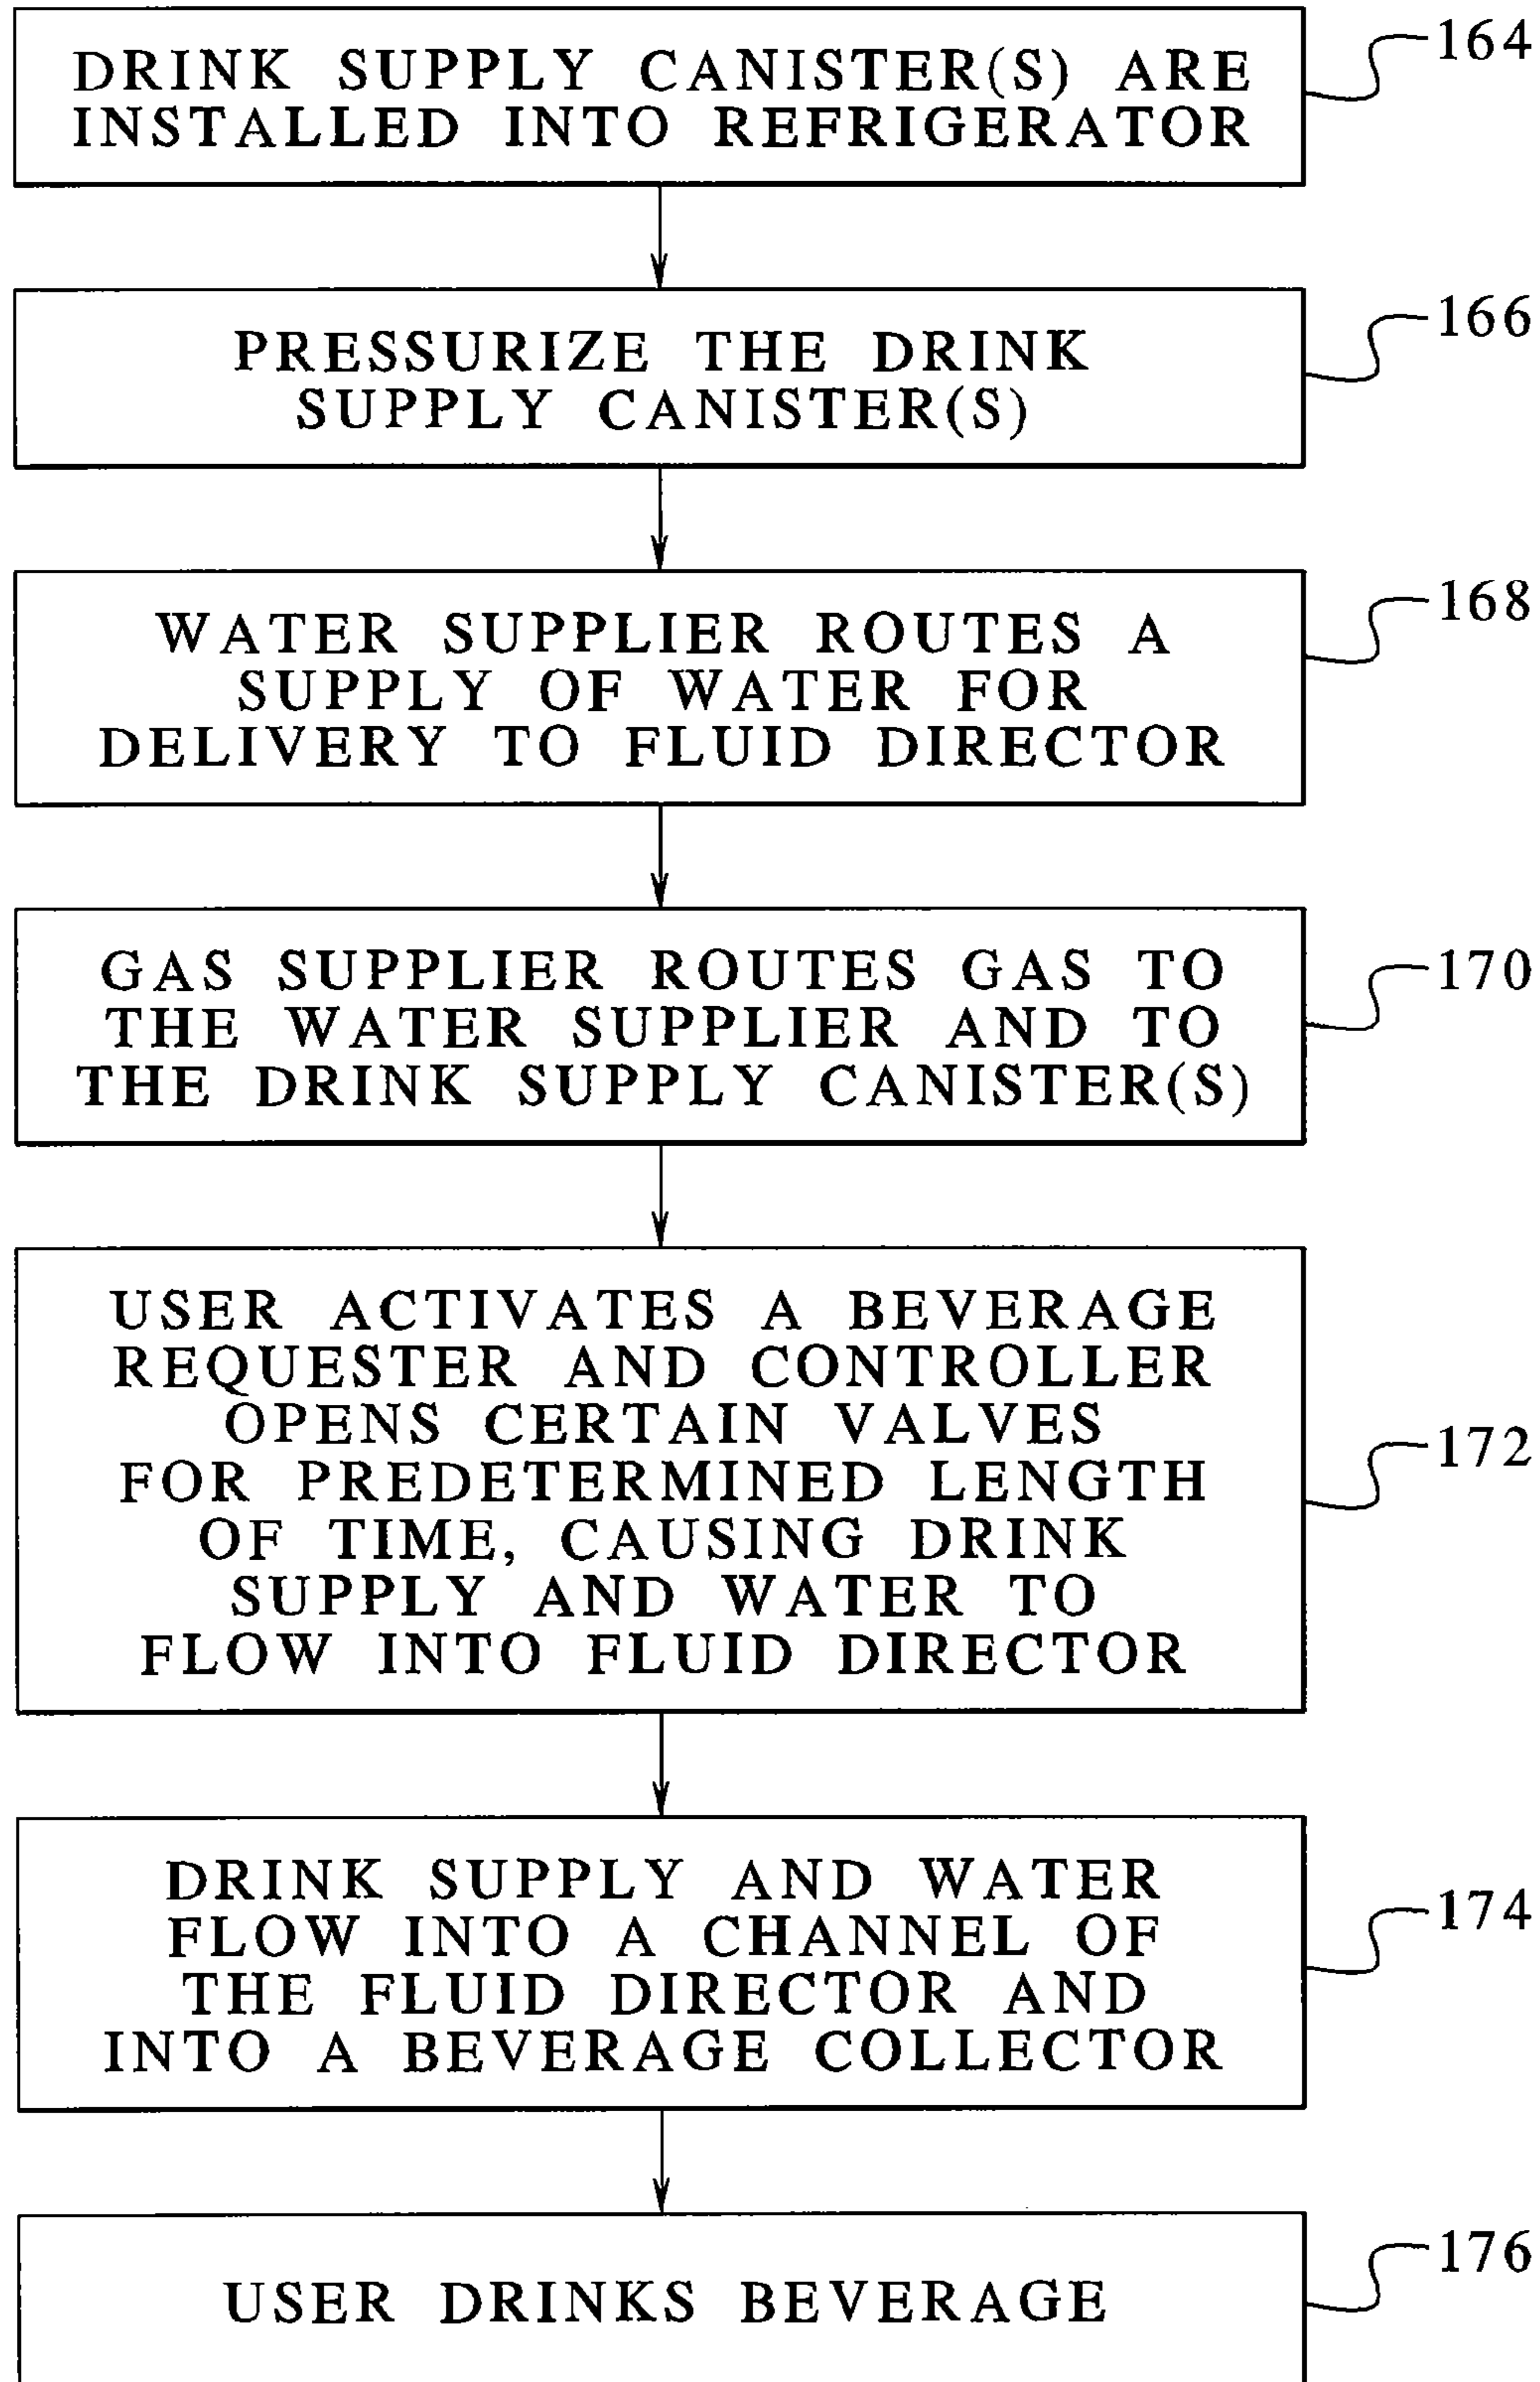 DRINK SUPPLY CANISTER(S) ARE
INSTALLED INTO REFRIGERATOR
164
PRESSURIZE THE DRINK
SUPPLY CANISTER(S)
166
WATER SUPPLIER ROUTES A
SUPPLY OF WATER FOR
DELIVERY TO FLUID DIRECTOR
168
GAS SUPPLIER ROUTES GAS TO
THE WATER SUPPLIER AND TO
THE DRINK SUPPLY CANISTER(S)
170
USER ACTIVATES A BEVERAGE
REQUESTER AND CONTROLLER
OPENS CERTAIN VALVES
FOR PREDETERMINED LENGTH
OF TIME, CAUSING DRINK
SUPPLY AND WATER TO
FLOW INTO FLUID DIRECTOR
172
DRINK SUPPLY AND WATER
FLOW INTO A CHANNEL OF
THE FLUID DIRECTOR AND
INTO A BEVERAGE COLLECTOR
174
USER DRINKS BEVERAGE
176